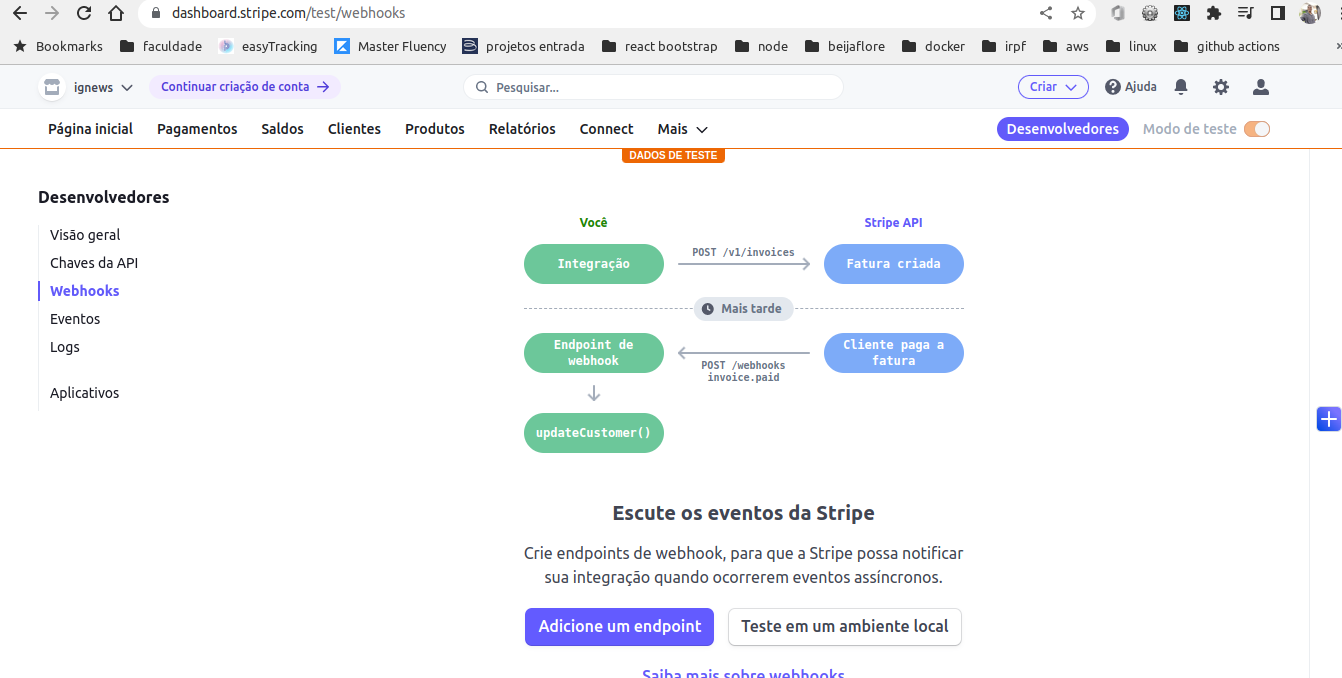 dashboard.stripe.com/test/webhooks
Bookmarks faculdade easyTracking Master Fluency projetos entrada react bootstrap node beijaflore docker irpf aws linux github actions »
ignews Continuar criação de conta → Pesquisar... Criar Ajuda
Página inicial Pagamentos Saldos Clientes Produtos Relatórios Connect Mais Desenvolvedores Modo de teste
DADOS DE TESTE
Desenvolvedores
Visão geral
Chaves da API
Webhooks
Eventos
Logs
Aplicativos
Você Stripe API
Integração POST /v1/invoices Fatura criada
Mais tarde
Endpoint de
webhook
POST /webhooks
invoice.paid
Cliente paga a
fatura
updateCustomer()
Escute os eventos da Stripe
Crie endpoints de webhook, para que a Stripe possa notificar
sua integração quando ocorrerem eventos assíncronos.
Adicione um endpoint Teste em um ambiente local
Saiba mais sobre webhooks